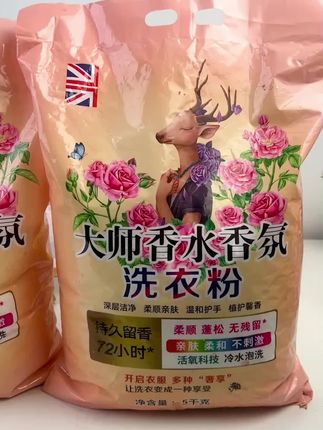 大师香水香氛
洗衣粉
深层洁净 柔顺亲肤 温和护手 植护馨香
持久留香
72小时*
柔顺 蓬松 无残留*
亲肤 柔和 不刺激
活氧科技 冷水泡洗
开启衣服 多种“奢享”
让洗衣变成一种享受
净含量：5千克
氛